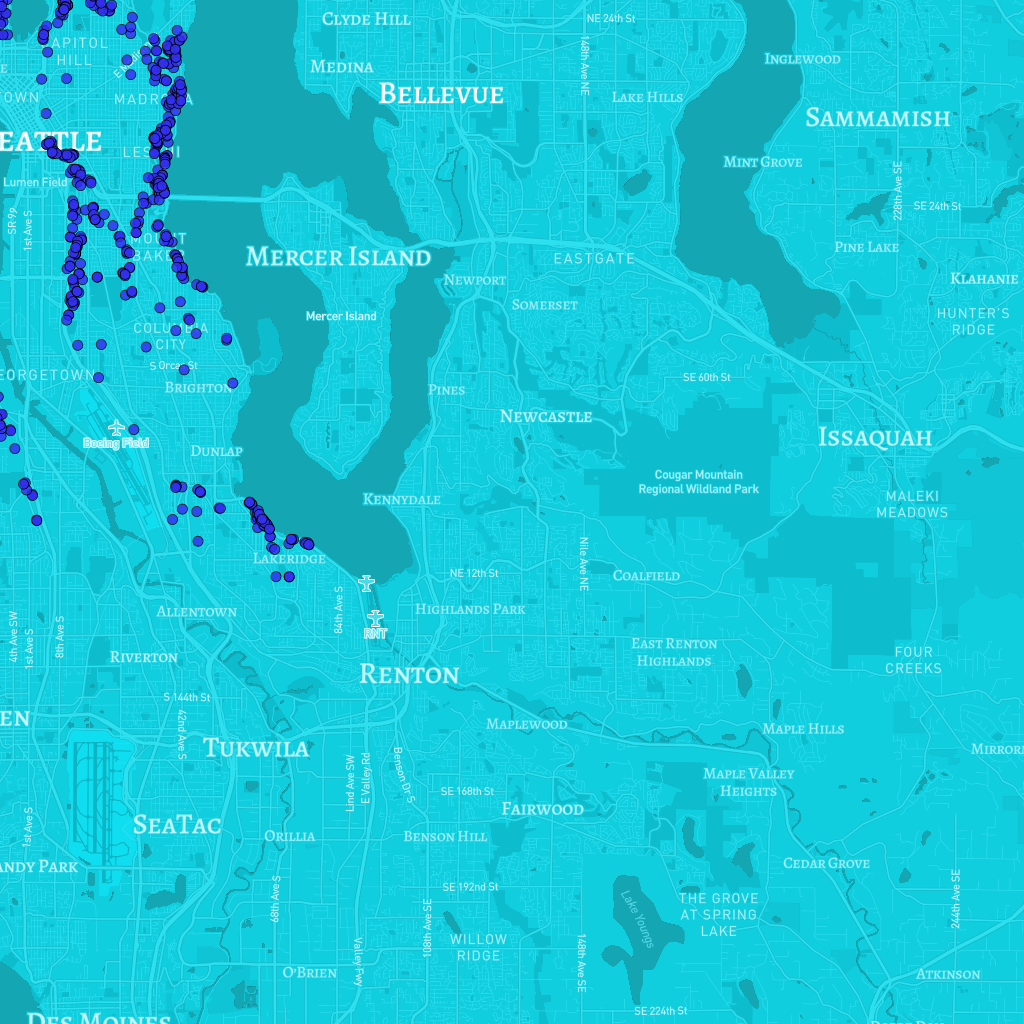 CLYDE HILL
NE 24th St
APITOL
HILL
INGLEWOOD
MEDINA
148th Ave NE
BELLEVUE
LAKE HILLS
TOWN
MADRONA
SAMMAMISH
EATTLE
LESCHI
MINT GROVE
Lumen Field
228th Ave SE
SE 24th St
SR 99
1st Ave S
MOUNT
BAKER
MERCER ISLAND
EASTGATE
PINE LAKE
NEWPORT
KLAHANIE
SOMERSET
Mercer Island
HUNTER'S
RIDGE
COLUMBIA
CITY
S Orcas St
EORGETOWN
BRIGHTON
SE 60th St
PINES
NEWCASTLE
Boeing Field
ISSAQUAH
DUNLAP
Cougar Mountain
Regional Wildland Park
KENNYDALE
MALEKI
MEADOWS
LAKERIDGE
Nile Ave NE
NE 12th St
COALFIELD
84th Ave S
ALLENTOWN
HIGHLANDS PARK
RNT
4th Ave SW
1st Ave S
8th Ave S
EAST RENTON
HIGHLANDS
RIVERTON
FOUR
CREEKS
RENTON
S 144th St
EN
42nd Ave S
MAPLEWOOD
MAPLE HILLS
TUKWILA
MIRRORM
Lind Ave SW
E Valley Rd
Benson Dr S
MAPLE VALLEY
HEIGHTS
SE 168th St
FAIRWOOD
SEATAC
1st Ave S
ORILLIA
BENSON HILL
ANDY PARK
CEDAR GROVE
SE 192nd St
68th Ave S
108th Ave SE
244th Ave SE
THE GROVE
AT SPRING
LAKE
Lake Youngs
WILLOW
RIDGE
Valley Fwy
148th Ave SE
O'BRIEN
ATKINSON
SE 224th St
DES MOINES